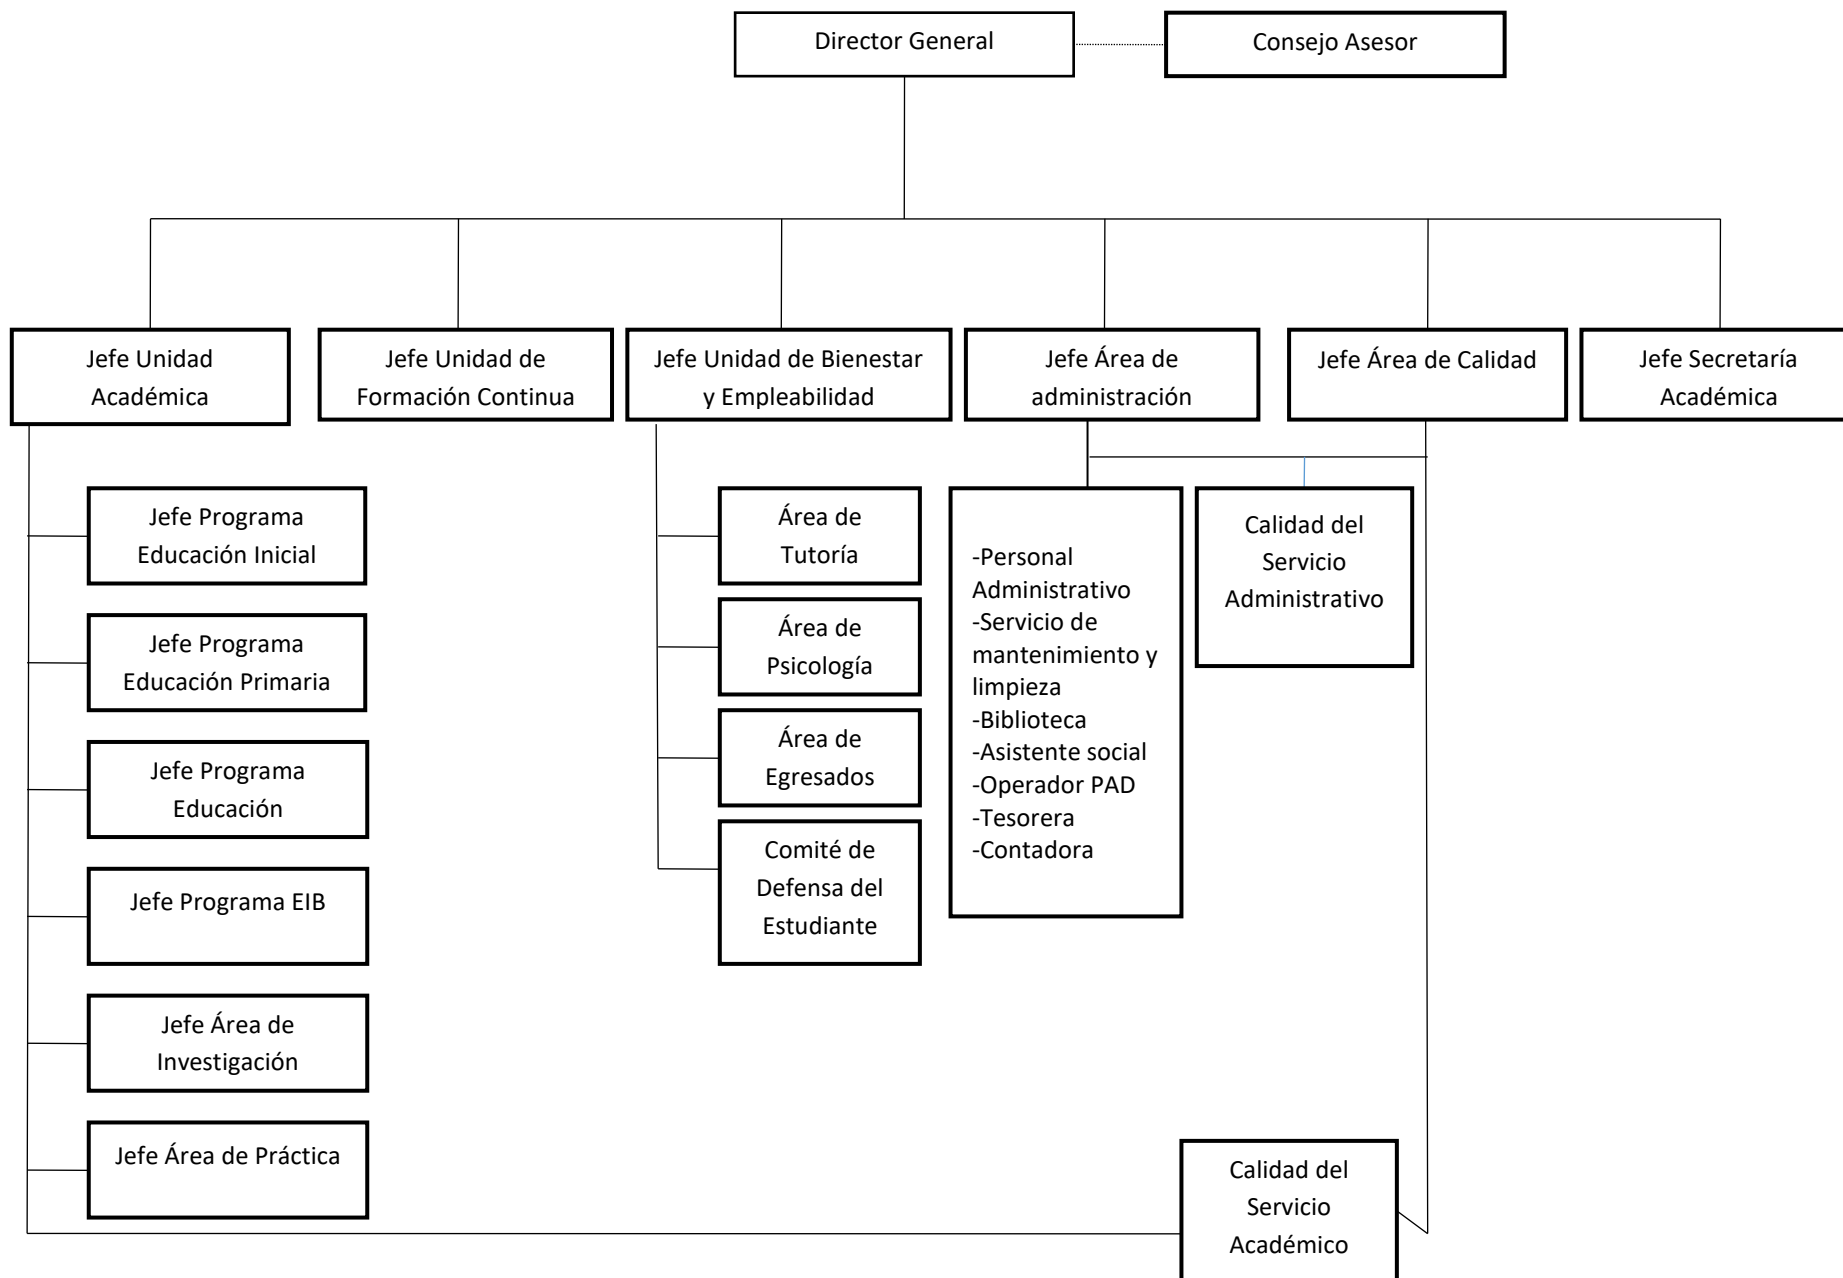 Director General
Consejo Asesor
Jefe Unidad
Académica
Jefe Unidad de
Formación Continua
Jefe Unidad de Bienestar
y Empleabilidad
Jefe Área de
administración
Jefe Área de Calidad
Jefe Secretaría
Académica
Jefe Programa
Educación Inicial
Jefe Programa
Educación Primaria
Jefe Programa
Educación
Jefe Programa EIB
Jefe Área de
Investigación
Jefe Área de Práctica
Área de
Tutoría
Área de
Psicología
Área de
Egresados
Comité de
Defensa del
Estudiante
-Personal
Administrativo
-Servicio de
mantenimiento y
limpieza
-Biblioteca
-Asistente social
-Operador PAD
-Tesorera
-Contadora
Calidad del
Servicio
Administrativo
Calidad del
Servicio
Académico